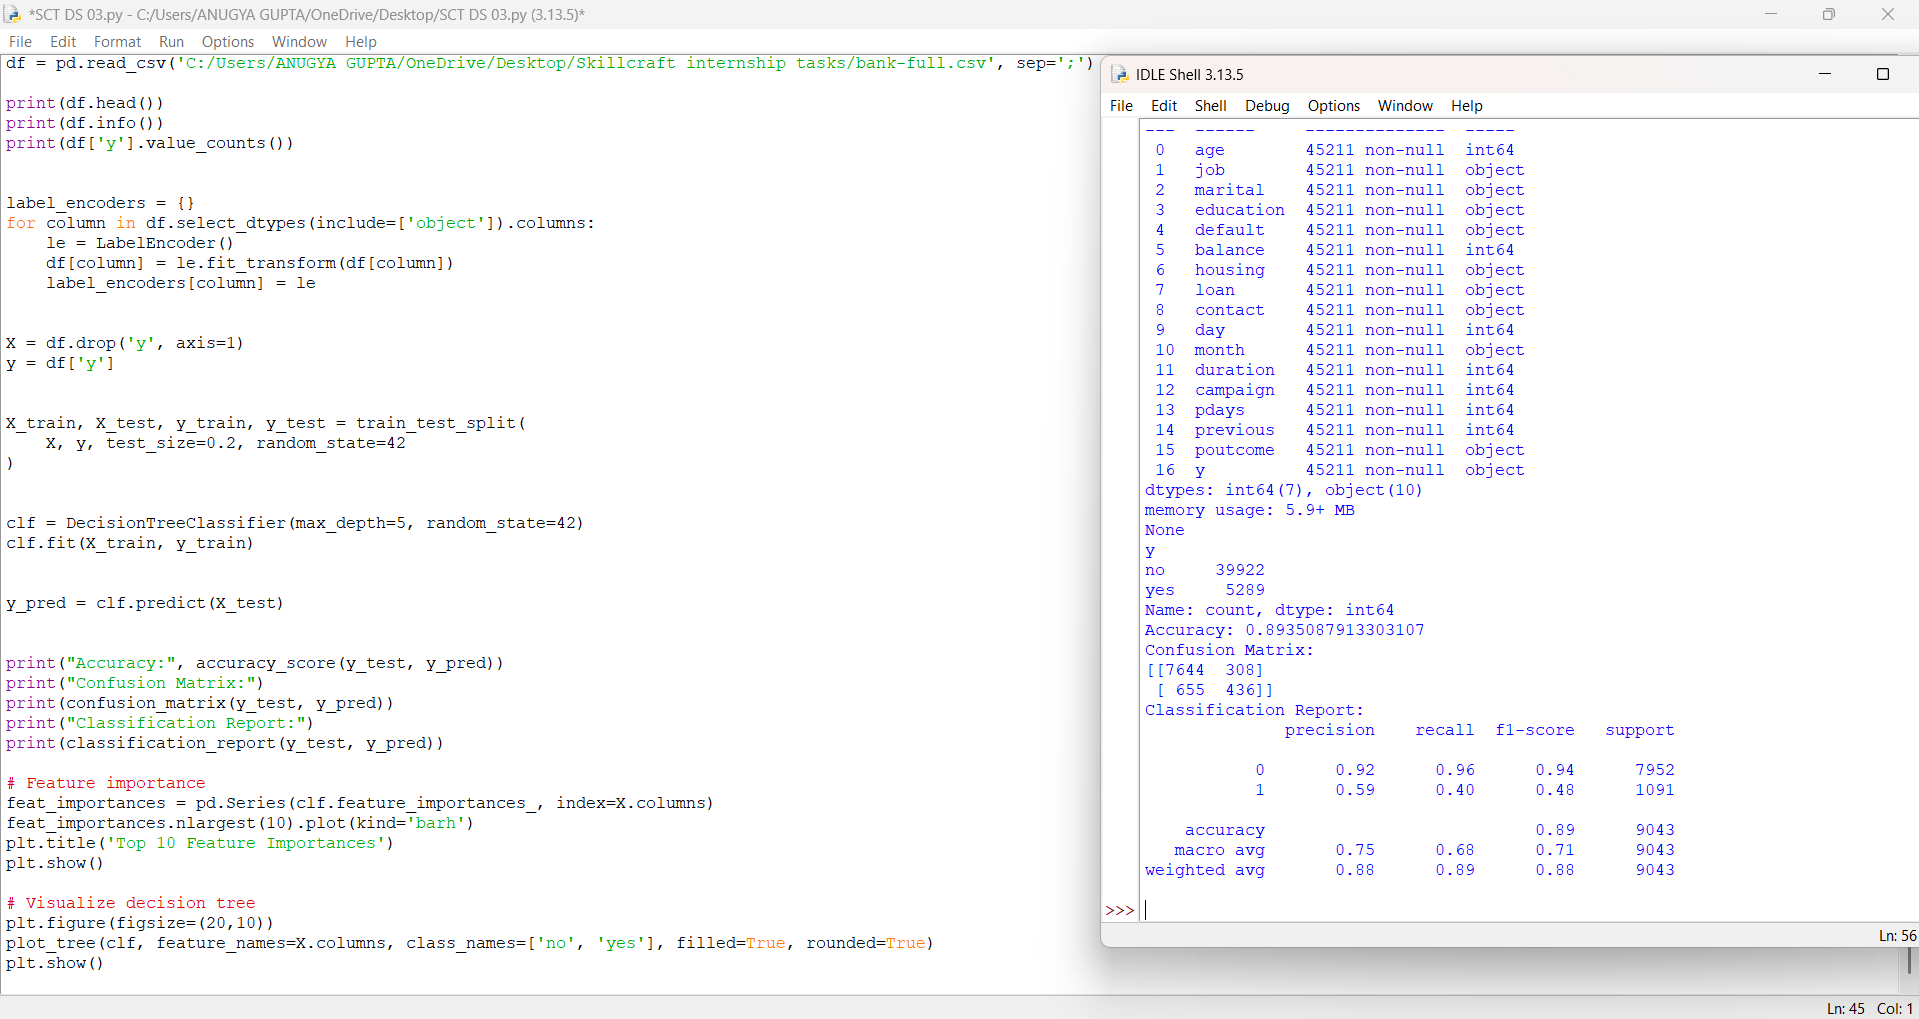 *SCT DS 03.py - C:/Users/ANUGYA GUPTA/OneDrive/Desktop/SCT DS 03.py (3.13.5)*
File Edit Format Run Options Window Help
df = pd.read_csv('C:/Users/ANUGYA GUPTA/OneDrive/Desktop/Skillcraft internship tasks/bank-full.csv', sep=';')
print(df.head())
print(df.info())
print(df['y'].value_counts())
label_encoders = {}
for column in df.select_dtypes(include=['object']).columns:
    le = LabelEncoder()
    df[column] = le.fit_transform(df[column])
    label_encoders[column] = le
X = df.drop('y', axis=1)
y = df['y']
X_train, X_test, y_train, y_test = train_test_split(
    X, y, test_size=0.2, random_state=42
)
clf = DecisionTreeClassifier(max_depth=5, random_state=42)
clf.fit(X_train, y_train)
y_pred = clf.predict(X_test)
print("Accuracy:", accuracy_score(y_test, y_pred))
print("Confusion Matrix:")
print(confusion_matrix(y_test, y_pred))
print("Classification Report:")
print(classification_report(y_test, y_pred))
# Feature importance
feat_importances = pd.Series(clf.feature_importances_, index=X.columns)
feat_importances.nlargest(10).plot(kind='barh')
plt.title('Top 10 Feature Importances')
plt.show()
# Visualize decision tree
plt.figure(figsize=(20,10))
plot_tree(clf, feature_names=X.columns, class_names=['no', 'yes'], filled=True, rounded=True)
plt.show()
IDLE Shell 3.13.5
File Edit Shell Debug Options Window Help
---  ------     --------------  -----
 0   age        45211 non-null  int64
 1   job        45211 non-null  object
 2   marital    45211 non-null  object
 3   education  45211 non-null  object
 4   default    45211 non-null  object
 5   balance    45211 non-null  int64
 6   housing    45211 non-null  object
 7   loan       45211 non-null  object
 8   contact    45211 non-null  object
 9   day        45211 non-null  int64
 10  month      45211 non-null  object
 11  duration   45211 non-null  int64
 12  campaign   45211 non-null  int64
 13  pdays      45211 non-null  int64
 14  previous   45211 non-null  int64
 15  poutcome   45211 non-null  object
 16  y          45211 non-null  object
dtypes: int64(7), object(10)
memory usage: 5.9+ MB
None
y
no     39922
yes     5289
Name: count, dtype: int64
Accuracy: 0.8935087913303107
Confusion Matrix:
[[7644  308]
 [ 655  436]]
Classification Report:
              precision    recall  f1-score   support
           0       0.92      0.96      0.94      7952
           1       0.59      0.40      0.48      1091
    accuracy                           0.89      9043
   macro avg       0.75      0.68      0.71      9043
weighted avg       0.88      0.89      0.88      9043
>>>
Ln: 56
Ln: 45 Col: 1